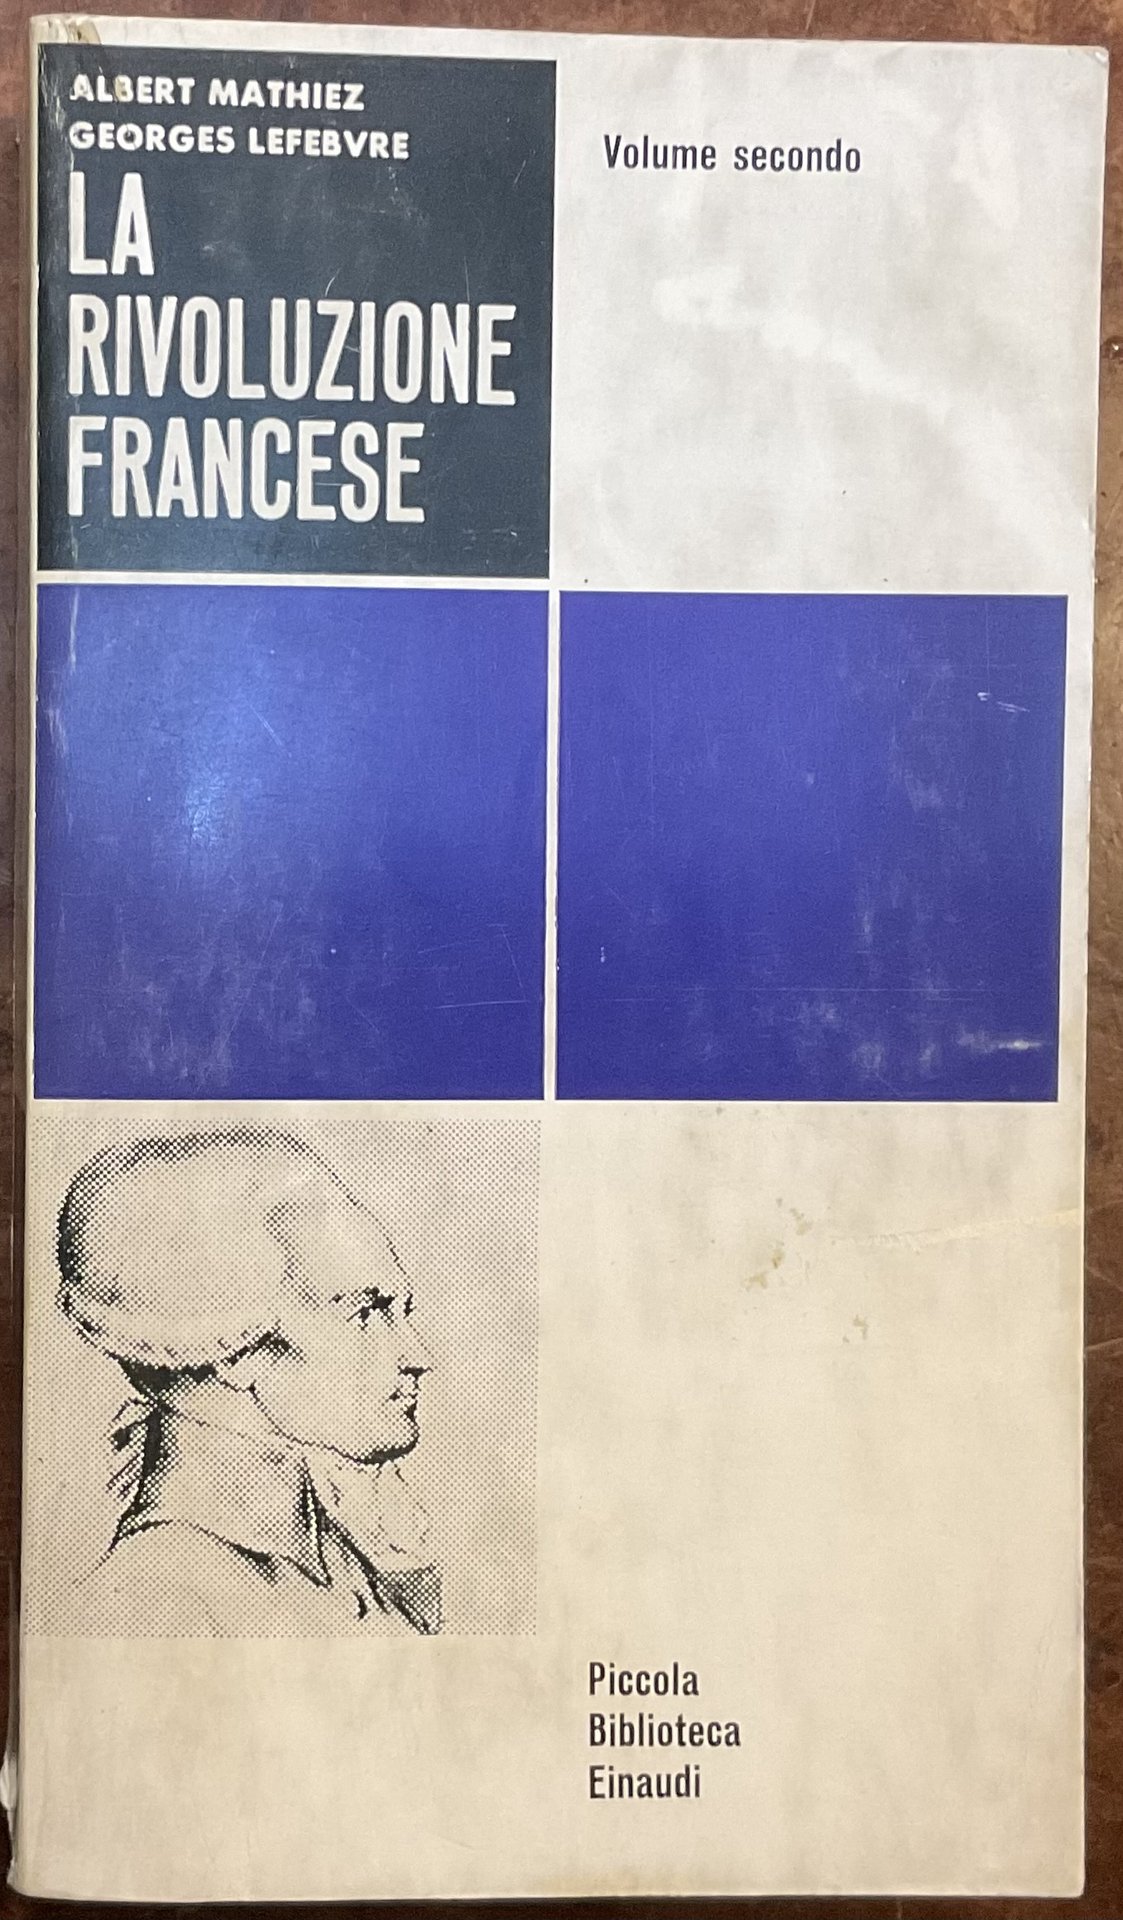 ALBERT MATHIEZ
GEORGES LEFEBVRE
LA
RIVOLUZIONE
FRANCESE
Volume secondo
Piccola
Biblioteca
Einaudi